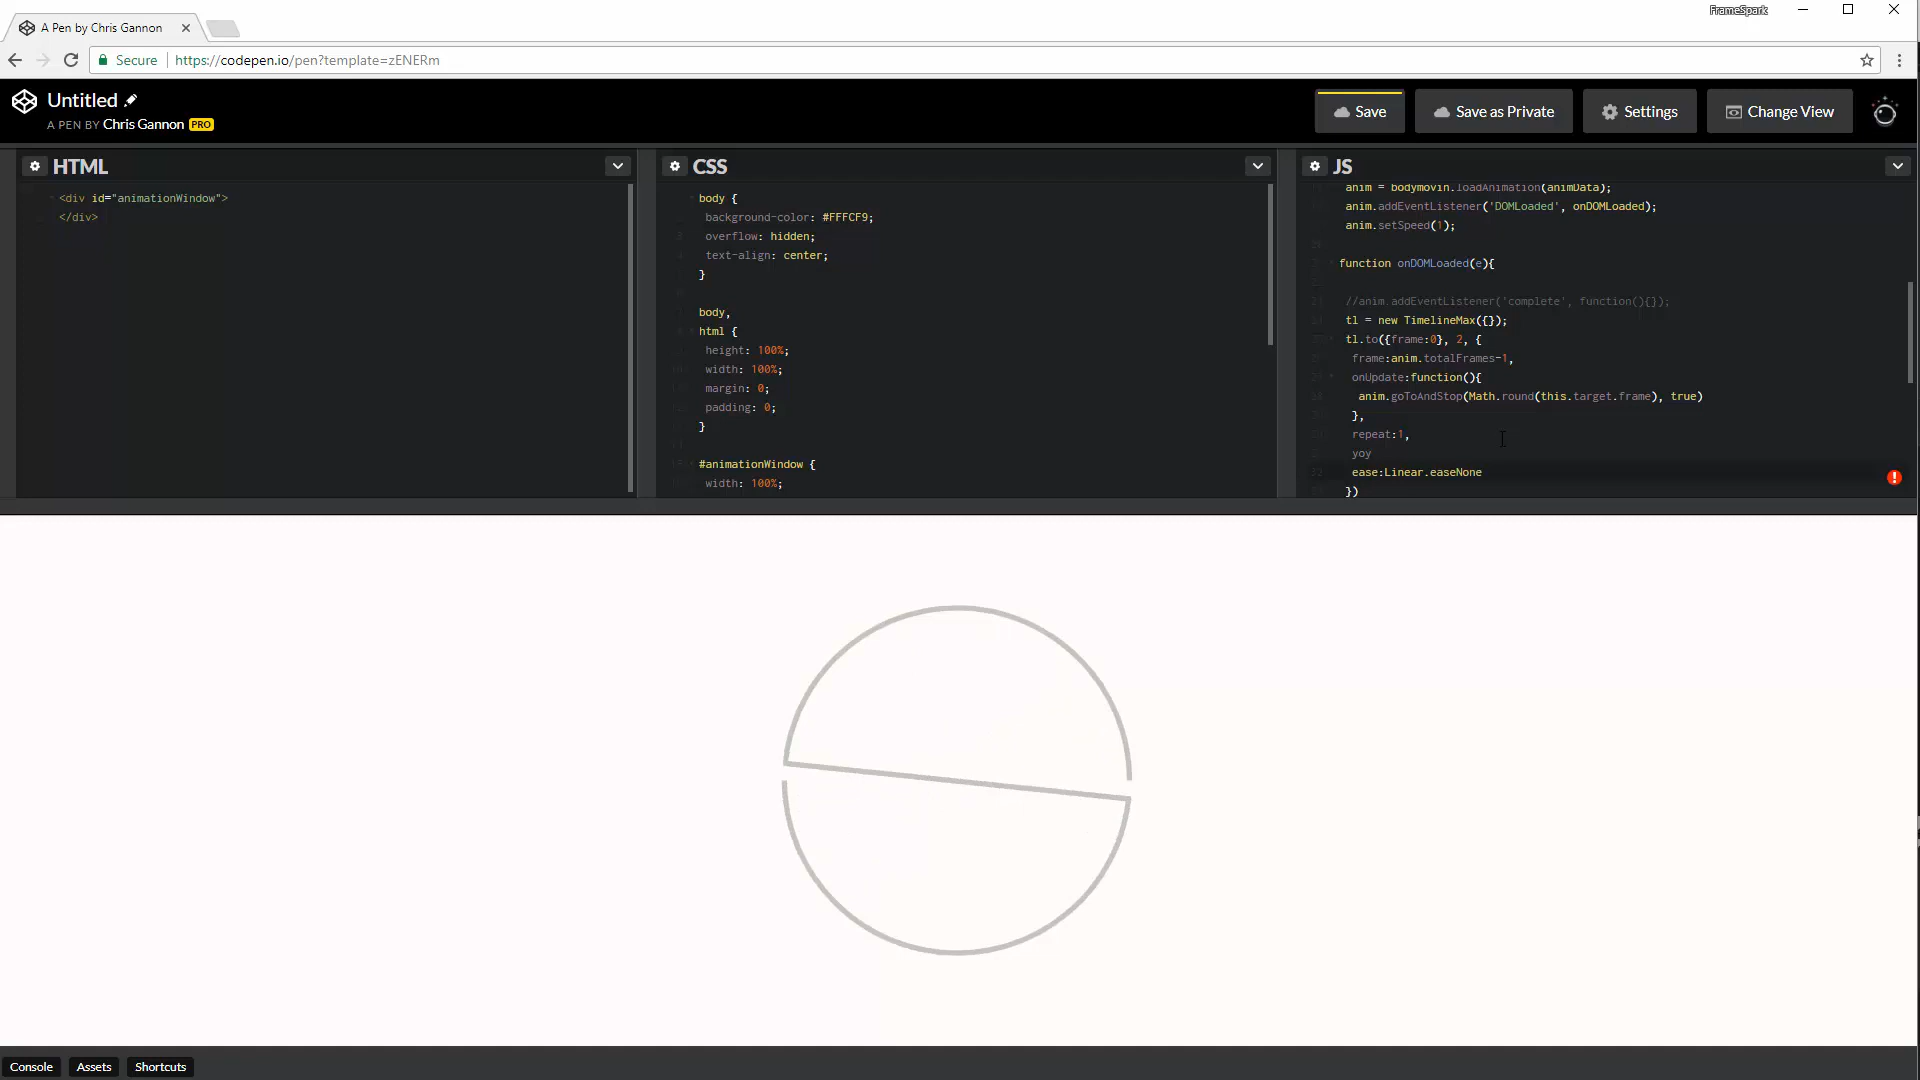 FrameSpark
A Pen by Chris Gannon
Secure
https://codepen.io/pen?template=zENERm
Untitled
A PEN BY Chris Gannon PRO
Save
Save as Private
Settings
Change View
HTML
<div id="animationWindow">
</div>
CSS
body {
background-color: #FFFCF9;
overflow: hidden;
text-align: center;
}
body,
html {
height: 100%;
width: 100%;
margin: 0;
padding: 0;
}
#animationWindow {
width: 100%;
JS
anim = bodymovin.loadAnimation(animData);
anim.addEventListener('DOMLoaded', onDOMLoaded);
anim.setSpeed(1);
function onDOMLoaded(e){
//anim.addEventListener('complete', function(){});
tl = new TimelineMax({});
tl.to({frame:0}, 2, {
frame:anim.totalFrames-1,
onUpdate:function(){
anim.goToAndStop(Math.round(this.target.frame), true)
},
repeat:1,
yoy
ease:Linear.easeNone
})
Console
Assets
Shortcuts